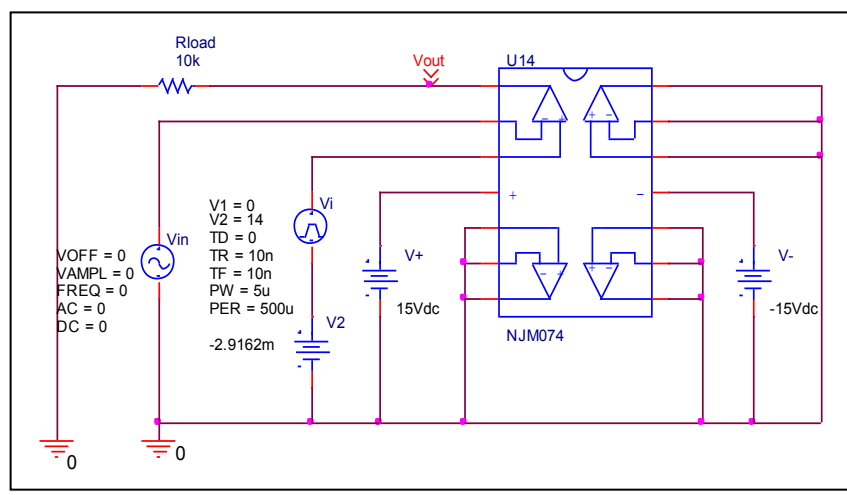 Rload
10k
Vout
U14
+
−
−
+
+
−
V1 = 0
V2 = 14
TD = 0
TR = 10n
TF = 10n
PW = 5u
PER = 500u
Vi
Vin
VOFF = 0
VAMPL = 0
FREQ = 0
AC = 0
DC = 0
V+
15Vdc
V2
-2.9162m
−
+
+
−
V-
-15Vdc
NJM074
0
0